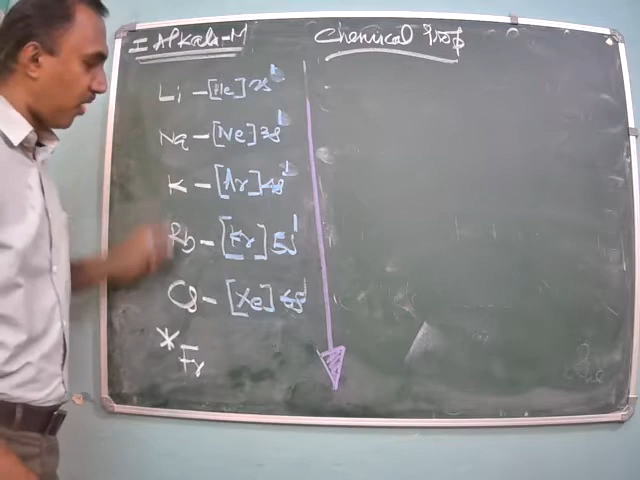 I Alkali-M
Chemical Prop
Li - [He] 2s¹
Na - [Ne] 3s¹
K - [Ar] 4s¹
Rb - [Kr] 5s¹
Cs - [Xe] 6s¹
* Fr